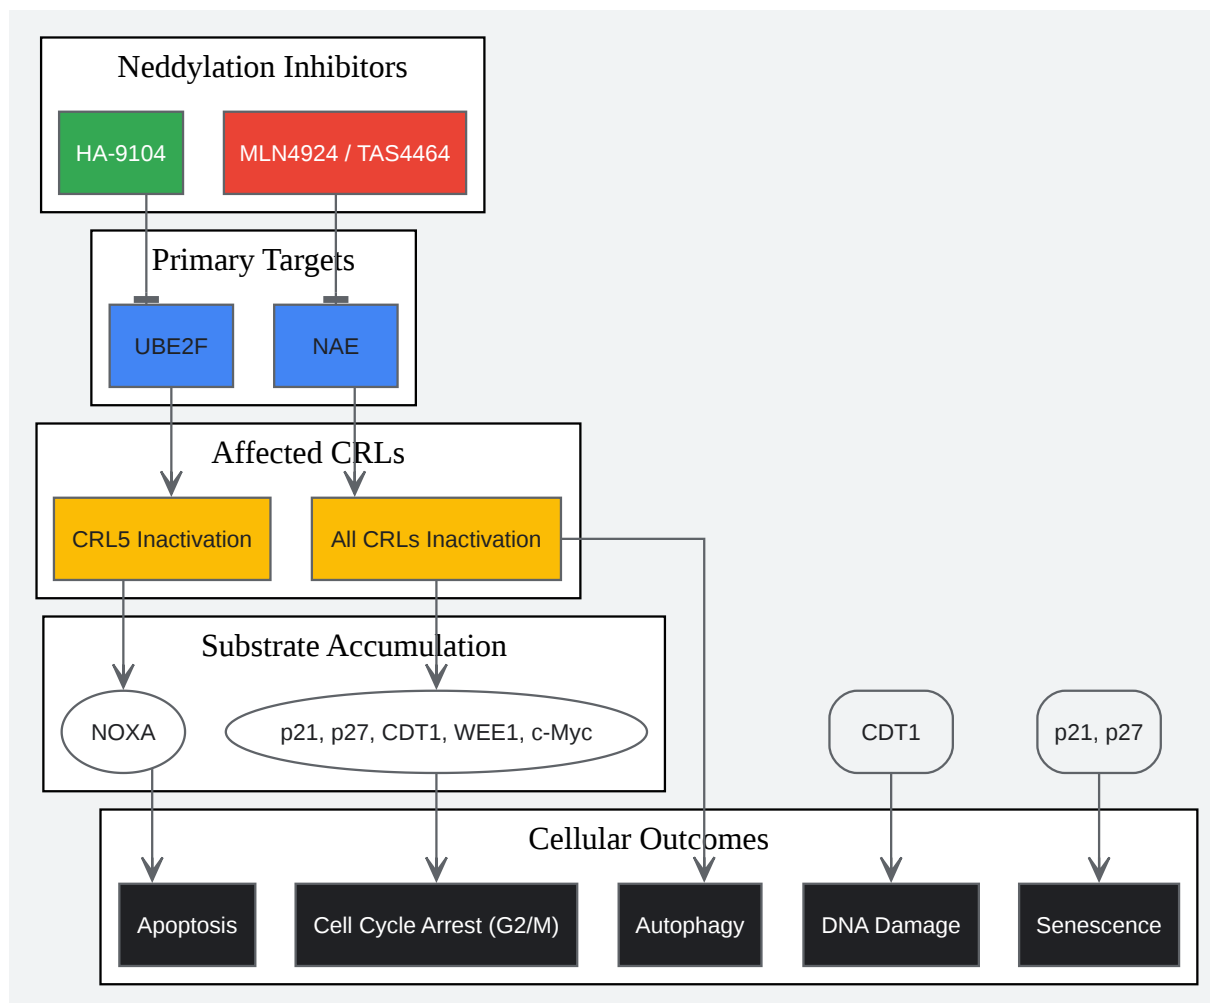 Neddylation Inhibitors
HA-9104
MLN4924 / TAS4464
Primary Targets
UBE2F
NAE
Affected CRLs
CRL5 Inactivation
All CRLs Inactivation
Substrate Accumulation
NOXA
p21, p27, CDT1, WEE1, c-Myc
CDT1
p21, p27
Cellular Outcomes
Apoptosis
Cell Cycle Arrest (G2/M)
Autophagy
DNA Damage
Senescence